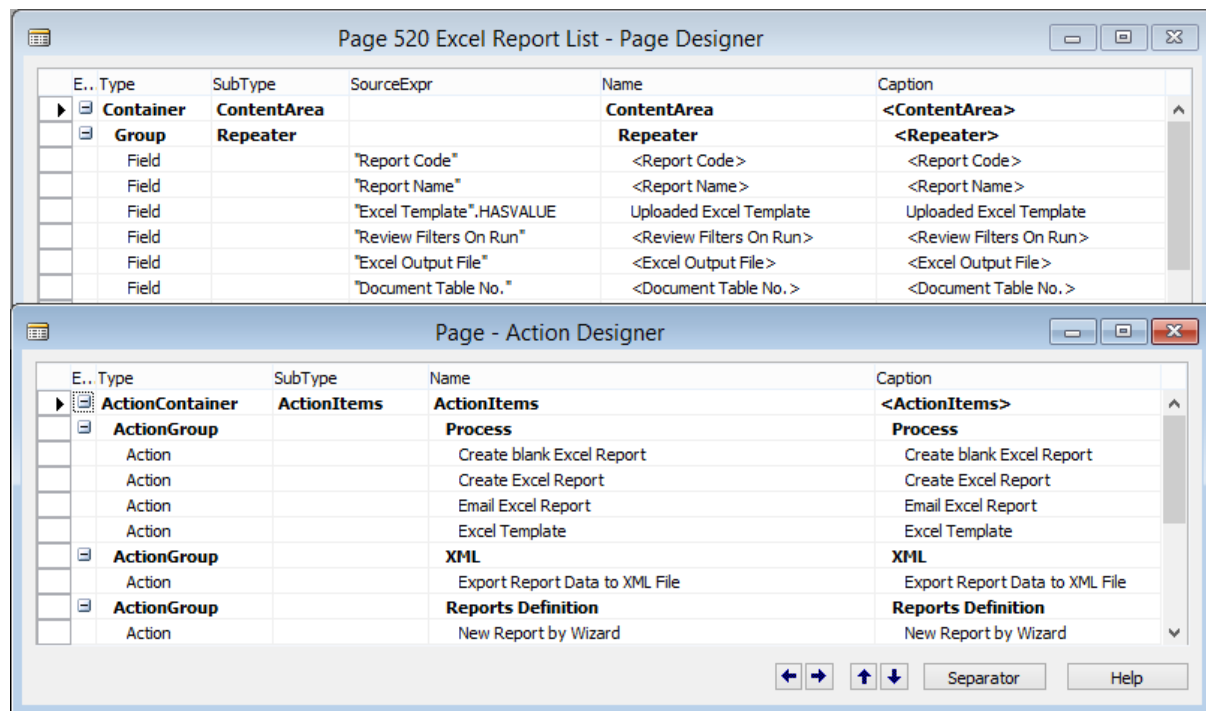 Page 520 Excel Report List - Page Designer
E.. Type SubType SourceExpr Name Caption
Container ContentArea ContentArea <ContentArea>
Group Repeater Repeater <Repeater>
Field "Report Code" <Report Code> <Report Code>
Field "Report Name" <Report Name> <Report Name>
Field "Excel Template".HASVALUE Uploaded Excel Template Uploaded Excel Template
Field "Review Filters On Run" <Review Filters On Run> <Review Filters On Run>
Field "Excel Output File" <Excel Output File> <Excel Output File>
Field "Document Table No." <Document Table No.> <Document Table No.>
Page - Action Designer
E.. Type SubType Name Caption
ActionContainer ActionItems ActionItems <ActionItems>
ActionGroup Process Process
Action Create blank Excel Report Create blank Excel Report
Action Create Excel Report Create Excel Report
Action Email Excel Report Email Excel Report
Action Excel Template Excel Template
ActionGroup XML XML
Action Export Report Data to XML File Export Report Data to XML File
ActionGroup Reports Definition Reports Definition
Action New Report by Wizard New Report by Wizard
Separator Help